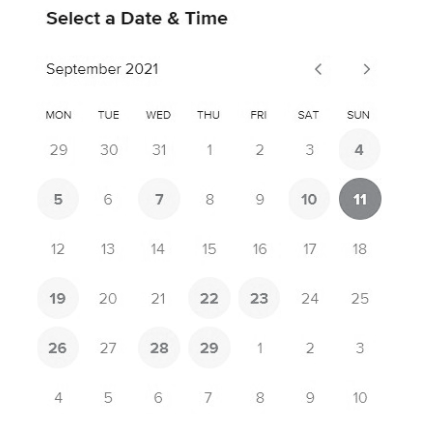 Select a Date & Time
September 2021
MON TUE WED THU FRI SAT SUN
29 30 31 1 2 3 4
5 6 7 8 9 10 11
12 13 14 15 16 17 18
19 20 21 22 23 24 25
26 27 28 29 1 2 3
4 5 6 7 8 9 10